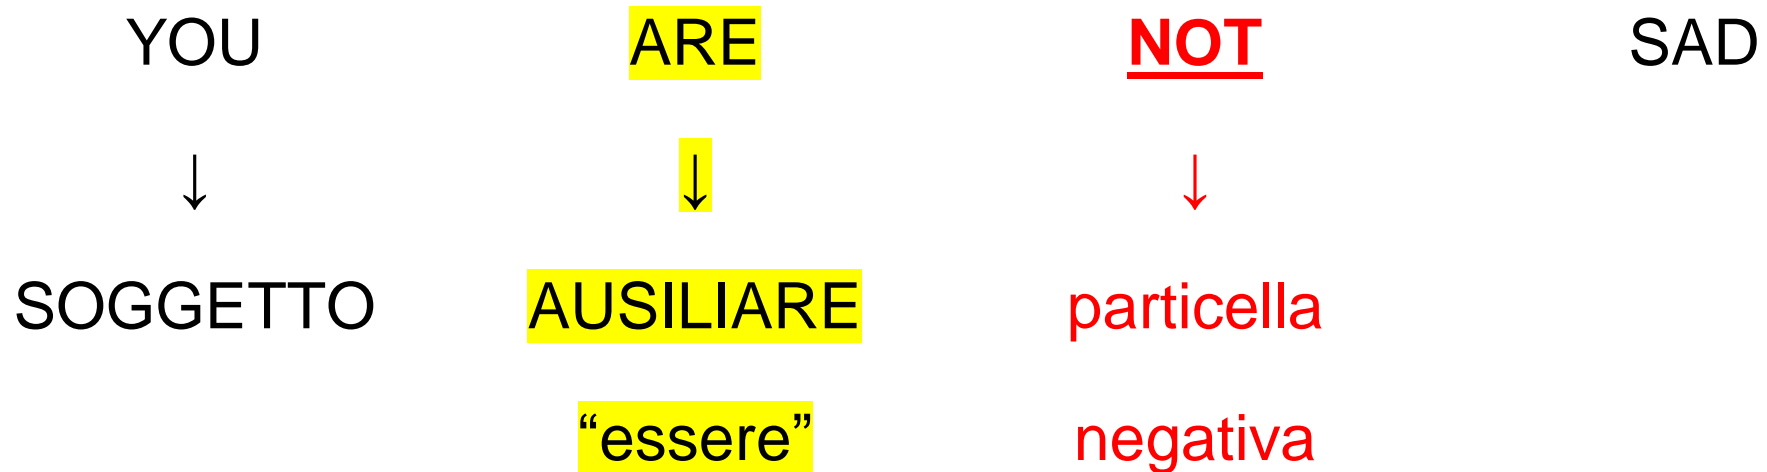 YOU ARE NOT SAD
↓ ↓ ↓
SOGGETTO AUSILIARE particella
“essere” negativa